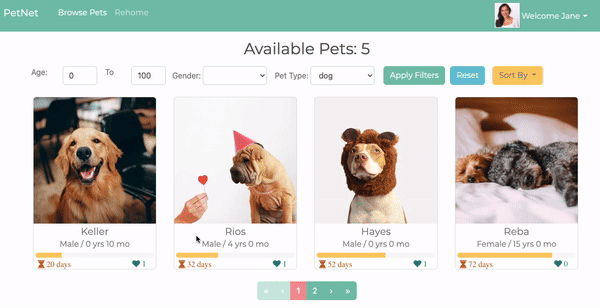 PetNet Browse Pets Rehome Welcome Jane
Available Pets: 5
Age: 0 To 100 Gender: Pet Type: dog Apply Filters Reset Sort By
Keller Rios Hayes Reba
Male / 0 yrs 10 mo Male / 4 yrs 0 mo Male / 0 yrs 0 mo Female / 15 yrs 0 mo
20 days 1 32 days 1 52 days 1 72 days 0
« ‹ 1 2 › »